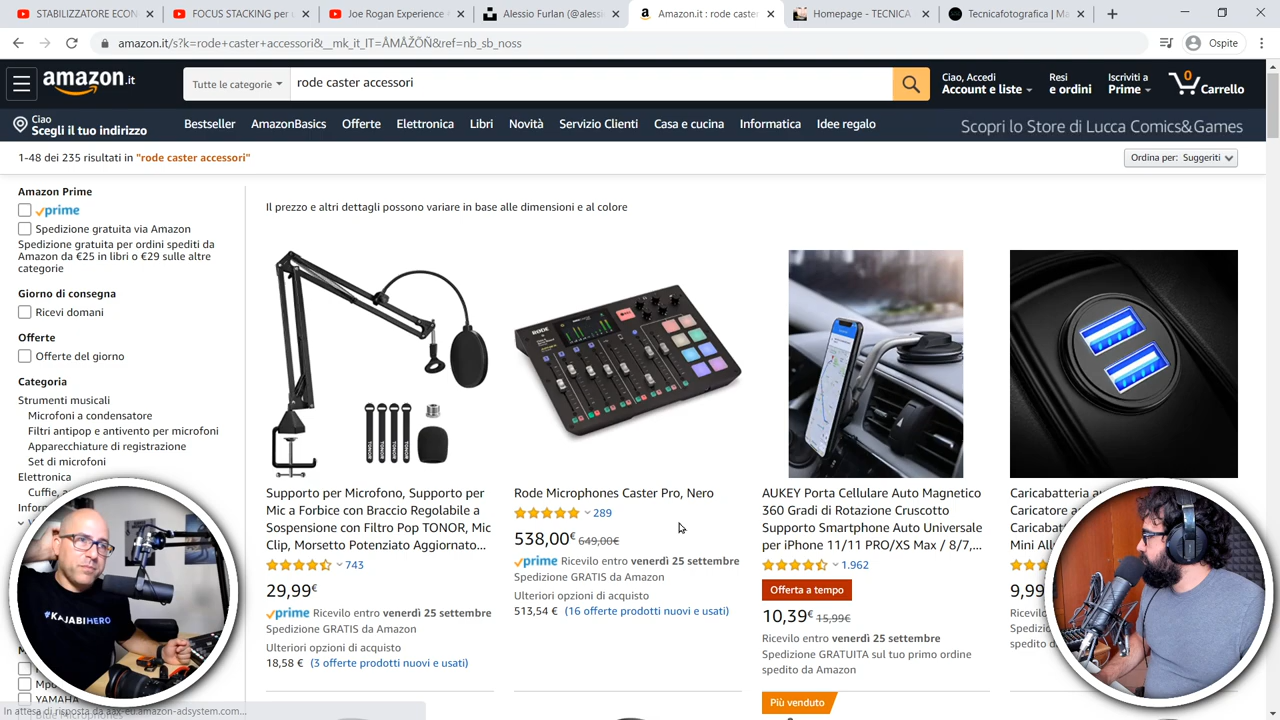 STABILIZZATORE ECON
FOCUS STACKING per u
Joe Rogan Experience
Alessio Furlan (@aless
Amazon.it : rode caste
Homepage - TECNICA
Tecnicafotografica | Ma
amazon.it/s?k=rode+caster+accessori&__mk_it_IT=ÅMÅŽÕÑ&ref=nb_sb_noss
Ospite
amazon.it
Tutte le categorie
rode caster accessori
Ciao, Accedi
Account e liste
Resi
e ordini
Iscriviti a
Prime
0
Carrello
Ciao
Scegli il tuo indirizzo
Bestseller
AmazonBasics
Offerte
Elettronica
Libri
Novità
Servizio Clienti
Casa e cucina
Informatica
Idee regalo
Scopri lo Store di Lucca Comics&Games
1-48 dei 235 risultati in "rode caster accessori"
Ordina per: Suggeriti
Amazon Prime
prime
Spedizione gratuita via Amazon
Spedizione gratuita per ordini spediti da
Amazon da €25 in libri o €29 sulle altre
categorie
Giorno di consegna
Ricevi domani
Offerte
Offerte del giorno
Categoria
Strumenti musicali
Microfoni a condensatore
Filtri antipop e antivento per microfoni
Apparecchiature di registrazione
Set di microfoni
Elettronica
Cuffie, a
Infor
YAMAHA
In attesa di risposta da aax-eu.amazon-adsystem.com...
KAJABIHERO
Il prezzo e altri dettagli possono variare in base alle dimensioni e al colore
TONOR
TONOR
TONOR
TONOR
Supporto per Microfono, Supporto per
Mic a Forbice con Braccio Regolabile a
Sospensione con Filtro Pop TONOR, Mic
Clip, Morsetto Potenziato Aggiornato...
743
29,99€
prime Ricevilo entro venerdì 25 settembre
Spedizione GRATIS da Amazon
Ulteriori opzioni di acquisto
18,58 € (3 offerte prodotti nuovi e usati)
RODE
Rode Microphones Caster Pro, Nero
289
538,00€ 649,00€
prime Ricevilo entro venerdì 25 settembre
Spedizione GRATIS da Amazon
Ulteriori opzioni di acquisto
513,54 € (16 offerte prodotti nuovi e usati)
AUKEY Porta Cellulare Auto Magnetico
360 Gradi di Rotazione Cruscotto
Supporto Smartphone Auto Universale
per iPhone 11/11 PRO/XS Max / 8/7,...
1.962
Offerta a tempo
10,39€ 15,99€
Ricevilo entro venerdì 25 settembre
Spedizione GRATUITA sul tuo primo ordine
spedito da Amazon
Più venduto
Caricabatteria a
Caricatore a
Caricabatt
Mini All
9,99
Ricevilo
Spediz
spedito